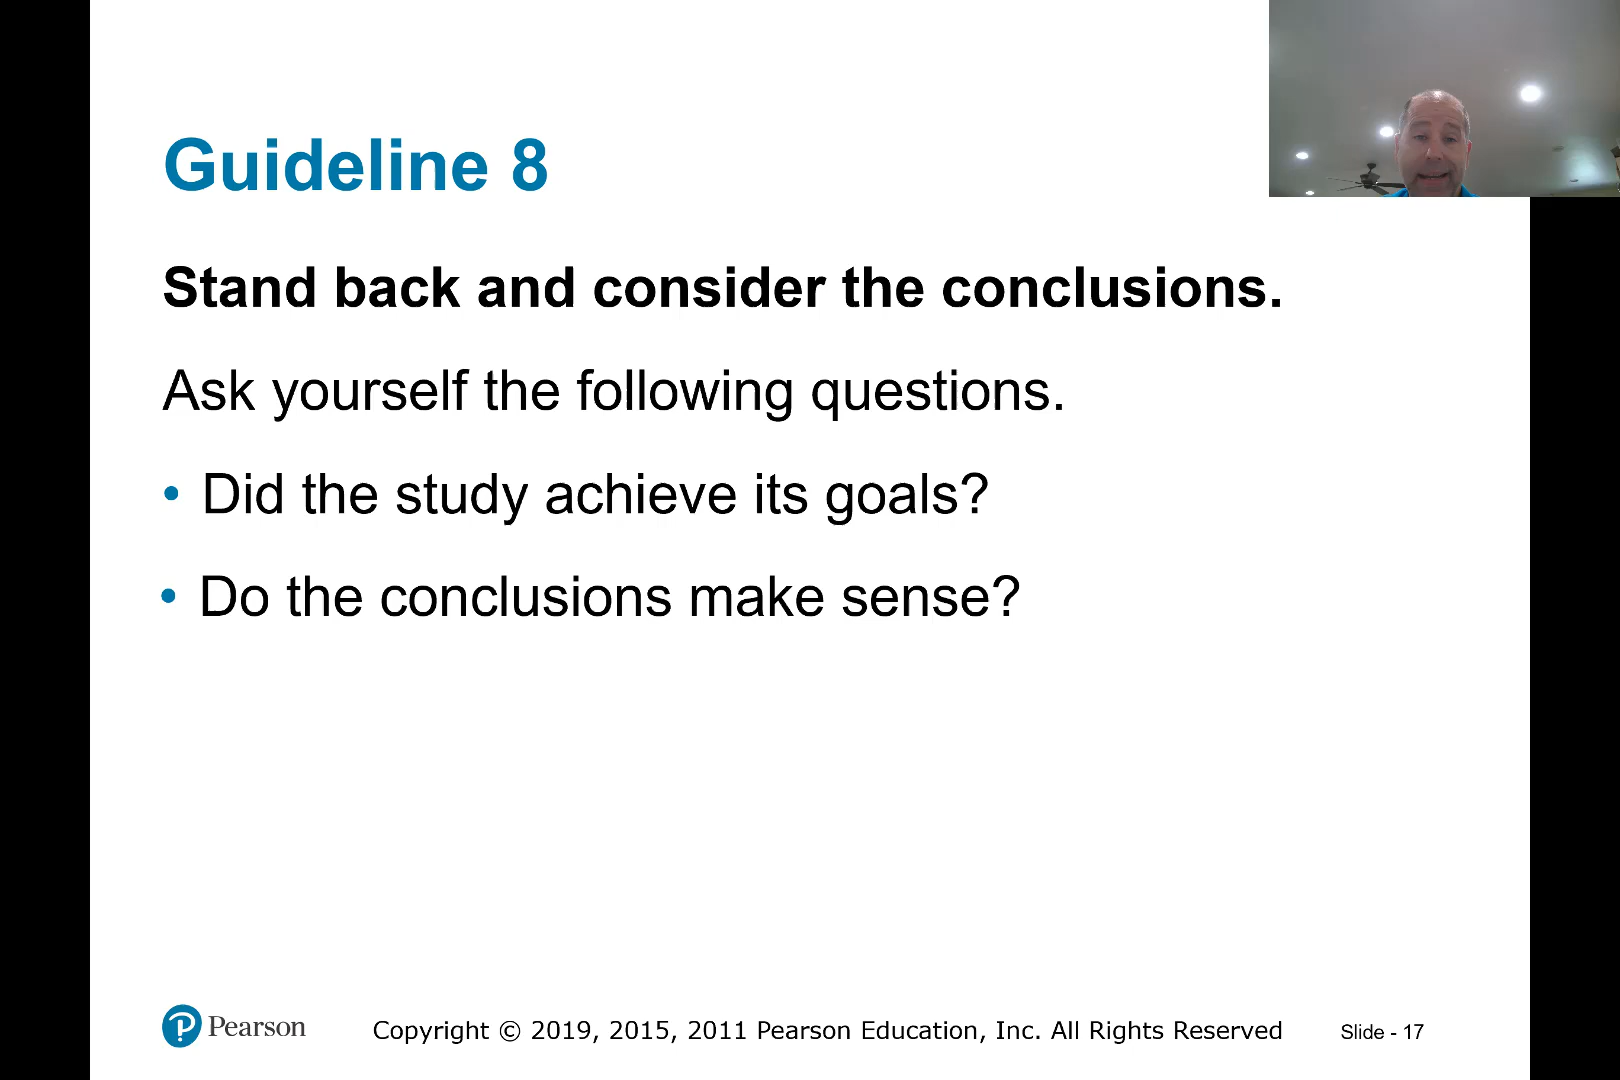 Guideline 8
Stand back and consider the conclusions.
Ask yourself the following questions.
• Did the study achieve its goals?
• Do the conclusions make sense?
Pearson Copyright © 2019, 2015, 2011 Pearson Education, Inc. All Rights Reserved Slide - 17